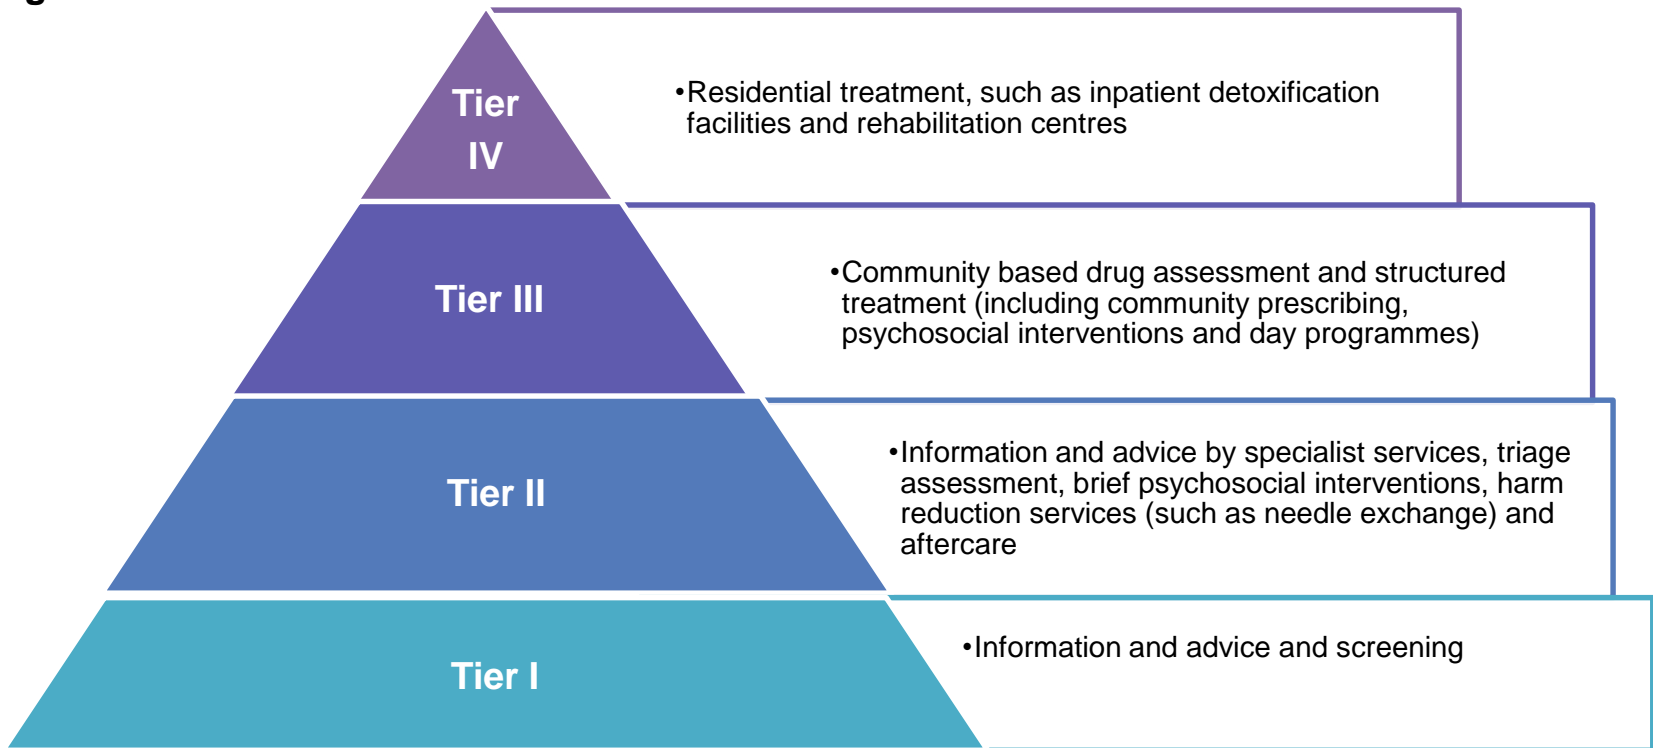 Tier
IV
•Residential treatment, such as inpatient detoxification
facilities and rehabilitation centres
Tier III
•Community based drug assessment and structured
treatment (including community prescribing,
psychosocial interventions and day programmes)
Tier II
•Information and advice by specialist services, triage
assessment, brief psychosocial interventions, harm
reduction services (such as needle exchange) and
aftercare
Tier I
•Information and advice and screening